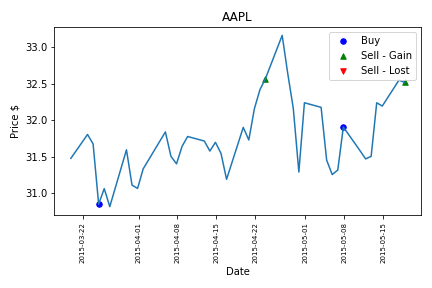 AAPL
Buy
Sell - Gain
Sell - Lost
Price $
33.0
32.5
32.0
31.5
31.0
2015-03-22
2015-04-01
2015-04-08
2015-04-15
2015-04-22
2015-05-01
2015-05-08
2015-05-15
Date